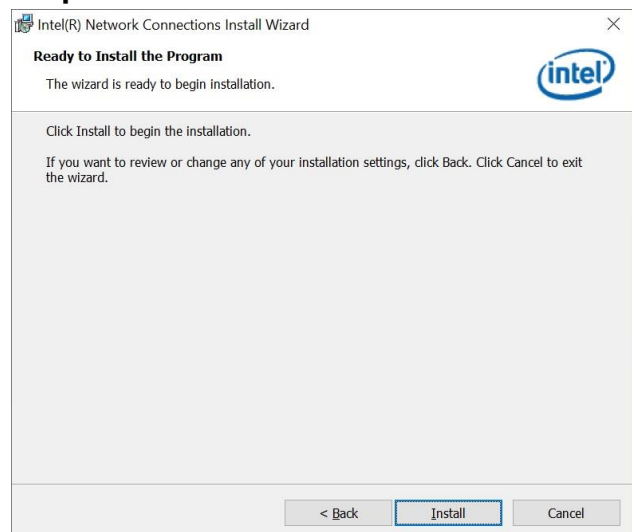 Intel(R) Network Connections Install Wizard
Ready to Install the Program
The wizard is ready to begin installation.
intel
Click Install to begin the installation.
If you want to review or change any of your installation settings, click Back. Click Cancel to exit
the wizard.
< Back
Install
Cancel